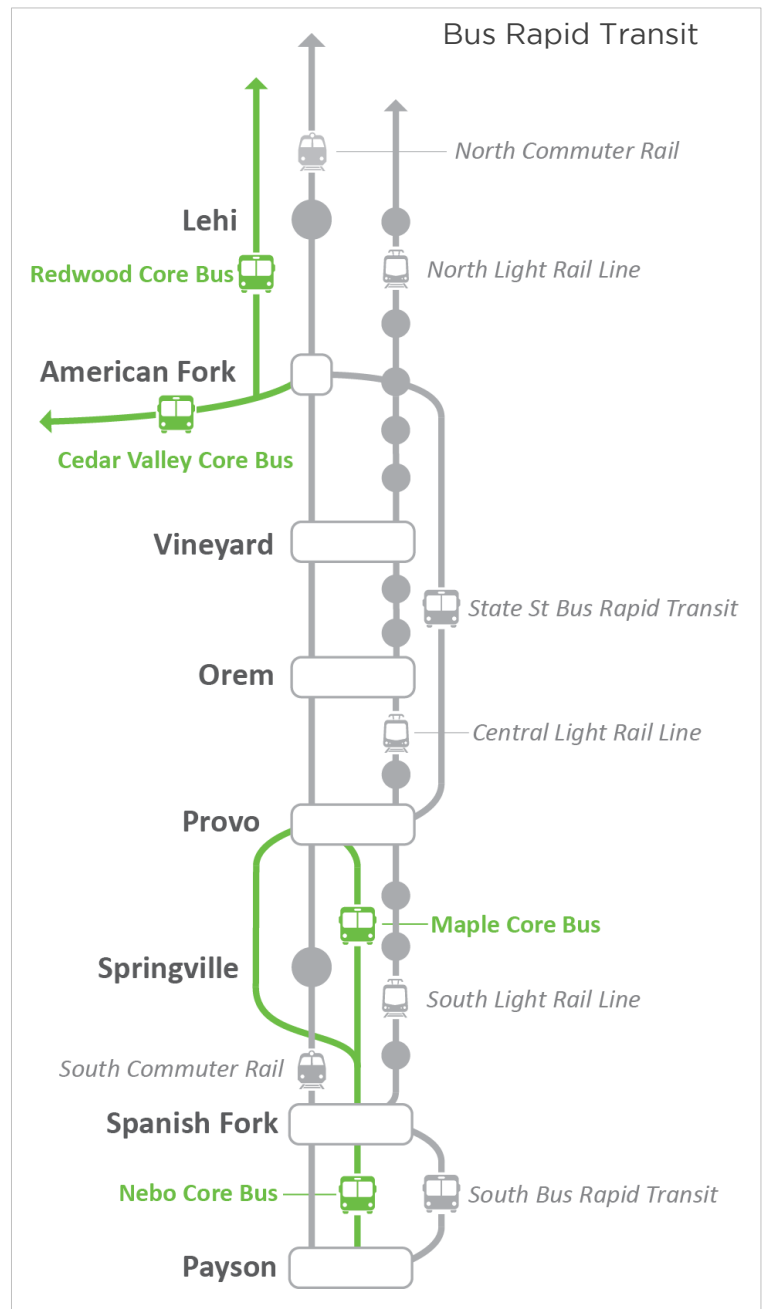 Bus Rapid Transit
North Commuter Rail
Lehi
Redwood Core Bus
North Light Rail Line
American Fork
Cedar Valley Core Bus
Vineyard
State St Bus Rapid Transit
Orem
Central Light Rail Line
Provo
Maple Core Bus
Springville
South Light Rail Line
South Commuter Rail
Spanish Fork
Nebo Core Bus
South Bus Rapid Transit
Payson